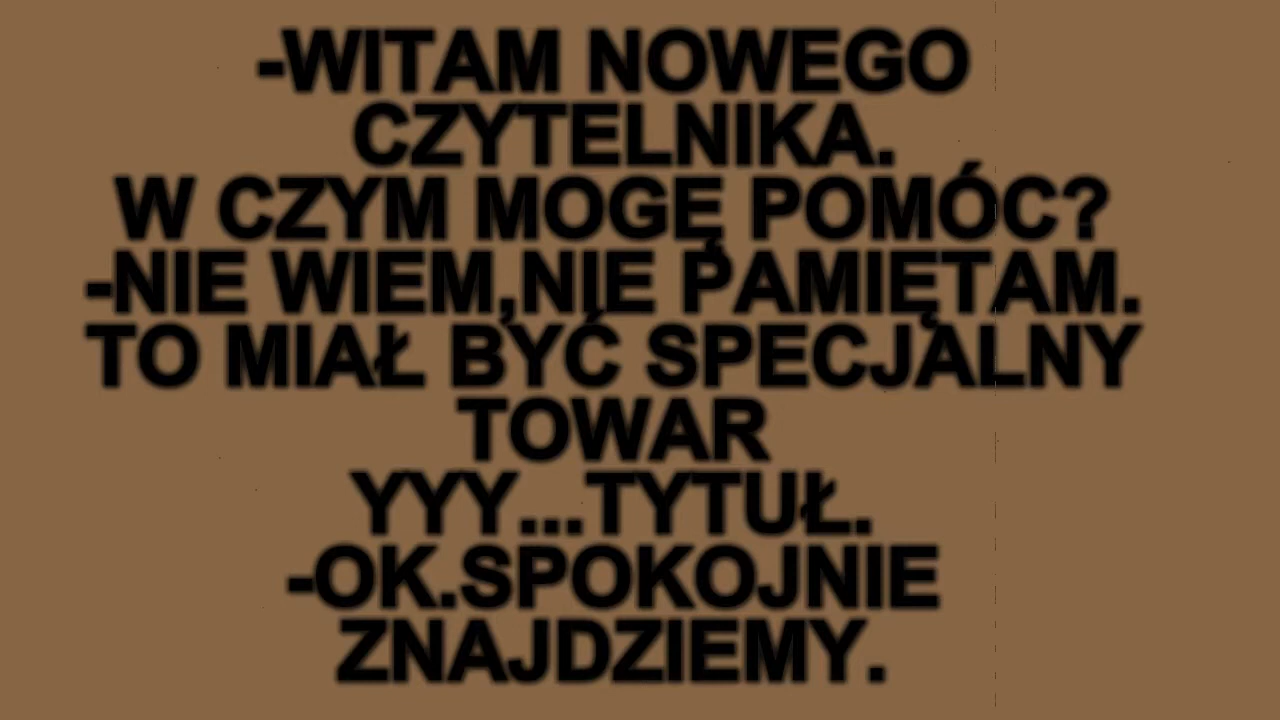 -WITAM NOWEGO
CZYTELNIKA.
W CZYM MOGĘ POMÓC?
-NIE WIEM,NIE PAMIĘTAM.
TO MIAŁ BYĆ SPECJALNY
TOWAR
YYY...TYTUŁ.
-OK.SPOKOJNIE
ZNAJDZIEMY.